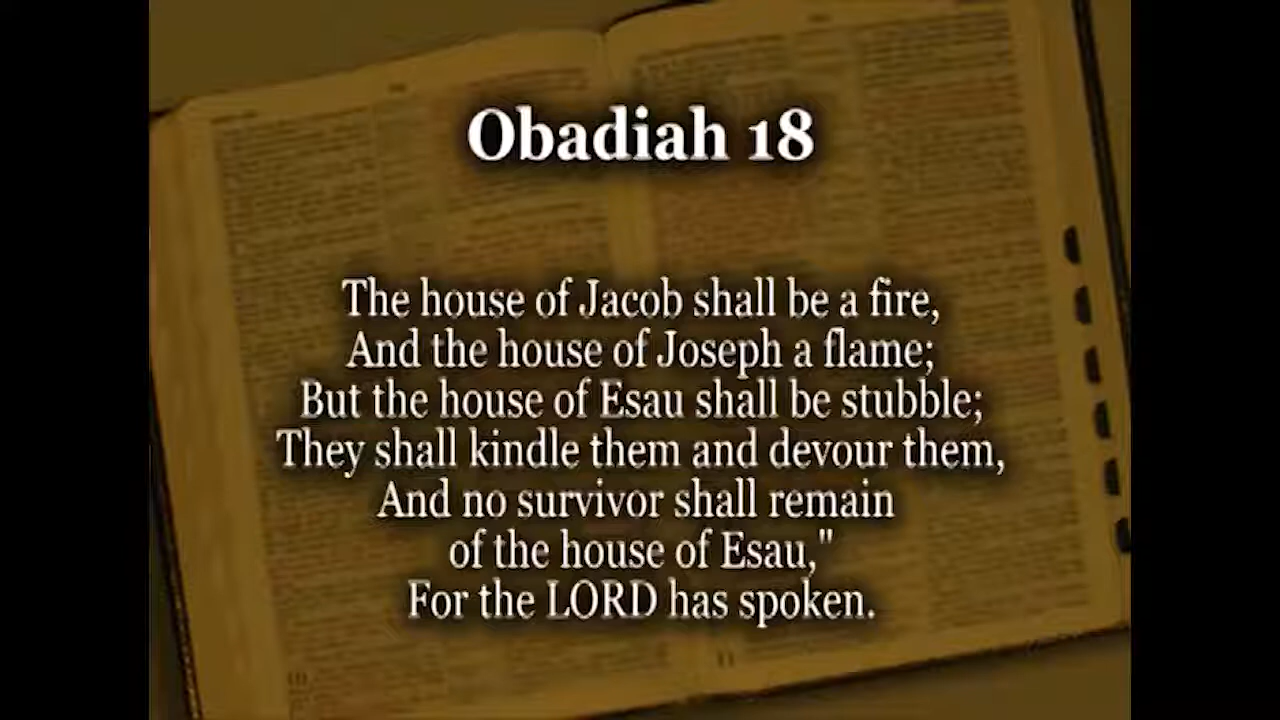 Obadiah 18
The house of Jacob shall be a fire,
And the house of Joseph a flame;
But the house of Esau shall be stubble;
They shall kindle them and devour them,
And no survivor shall remain
of the house of Esau,"
For the LORD has spoken.